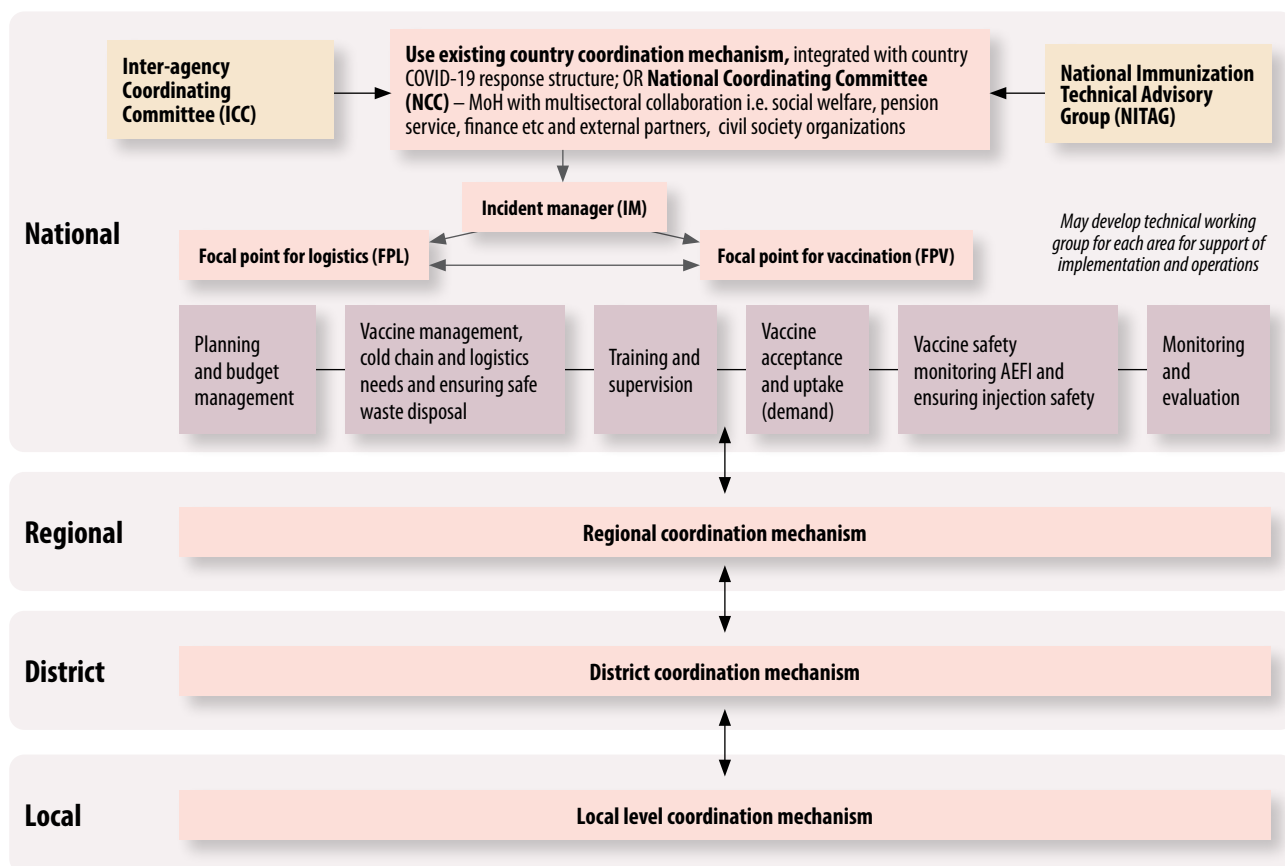 Inter-agency
Coordinating
Committee (ICC)
Use existing country coordination mechanism, integrated with country
COVID-19 response structure; OR National Coordinating Committee
(NCC) – MoH with multisectoral collaboration i.e. social welfare, pension
service, finance etc and external partners, civil society organizations
National Immunization
Technical Advisory
Group (NITAG)
National
Incident manager (IM)
Focal point for logistics (FPL)
Focal point for vaccination (FPV)
May develop technical working
group for each area for support of
implementation and operations
Planning
and budget
management
Vaccine management,
cold chain and logistics
needs and ensuring safe
waste disposal
Training and
supervision
Vaccine
acceptance
and uptake
(demand)
Vaccine safety
monitoring AEFI and
ensuring injection safety
Monitoring
and
evaluation
Regional
Regional coordination mechanism
District
District coordination mechanism
Local
Local level coordination mechanism